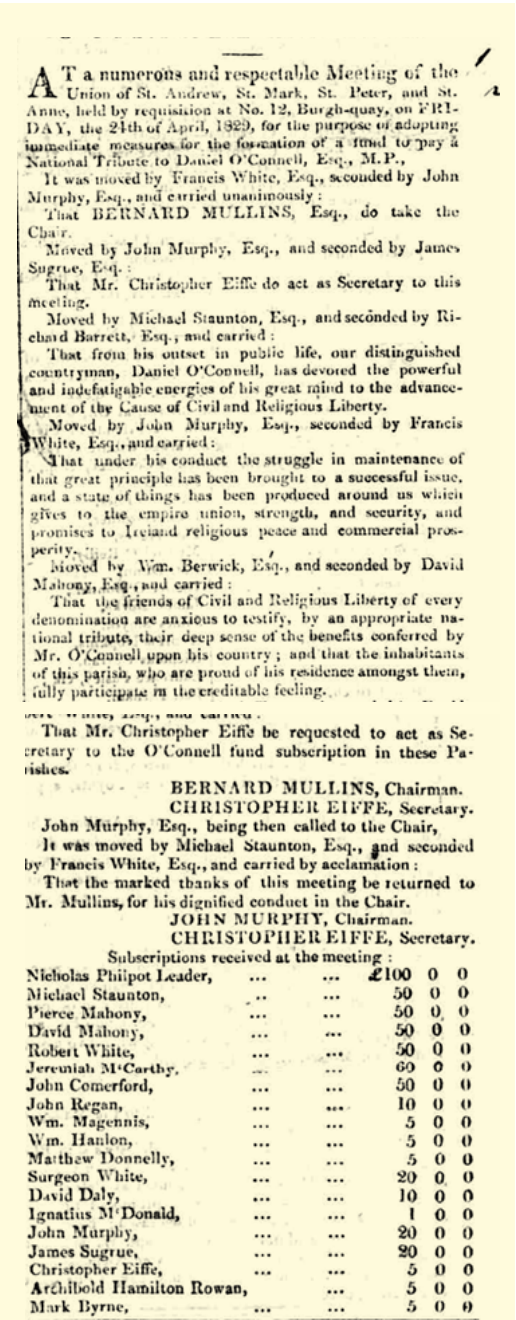 AT a numerons and respectable Meeting of the
Union of St. Andrew, St. Mark, St. Peter, and St.
Anne, held by requisition at No. 12, Burgh-quay, on FRI-
DAY, the 24th of April, 1829, for the purpose of adopting
immediate measures for the formation of a fund to pay a
National Tribute to Daniel O'Connell, Esq., M.P.,
It was moved by Francis White, Esq., seconded by John
Murphy, Esq., and carried unanimously :
That BERNARD MULLINS, Esq., do take the
Chair.
Moved by John Murphy, Esq., and seconded by James
Sugrue, Esq. :
That Mr. Christopher Eiffe do act as Secretary to this
meeting.
Moved by Michael Staunton, Esq., and seconded by Ri-
chaid Barrett, Esq., and carried :
That from his outset in public life, our distinguished
countryman, Daniel O'Connell, has devoted the powerful
and indefatigable energies of his great mind to the advance-
ment of the Cause of Civil and Religious Liberty.
Moved by John Murphy, Esq., seconded by Francis
White, Esq., and carried :
That under his conduct the struggle in maintenance of
that great principle has been brought to a successful issue,
and a state of things has been produced around us which
gives to the empire union, strength, and security, and
promises to Ireland religious peace and commercial pros-
perity.
Moved by Wm. Berwick, Esq., and seconded by David
Mahony, Esq., and carried :
That the friends of Civil and Religious Liberty of every
denomination are anxious to testify, by an appropriate na-
tional tribute, their deep sense of the benefits conferred by
Mr. O'Connell upon his country ; and that the inhabitants
of this parish, who are proud of his residence amongst them,
fully participate in the creditable feeling.
White, Esq., and carried :
That Mr. Christopher Eiffe be requested to act as Se-
cretary to the O'Connell fund subscription in these Pa-
rishes.
BERNARD MULLINS, Chairman.
CHRISTOPHER EIFFE, Secretary.
John Murphy, Esq., being then called to the Chair,
It was moved by Michael Staunton, Esq., and seconded
by Francis White, Esq., and carried by acclamation :
That the marked thanks of this meeting be returned to
Mr. Mullins, for his dignified conduct in the Chair.
JOHN MURPHY, Chairman.
CHRISTOPHER EIFFE, Secretary.
Subscriptions received at the meeting :
Nicholas Philpot Leader, ... ... £100 0 0
Michael Staunton, .. ... 50 0 0
Pierce Mahony, ... ... 50 0 0
David Mahony, ... ... 50 0 0
Robert White, ... ... 50 0 0
Jeremiah M'Carthy, ... ... 60 0 0
John Comerford, ... ... 50 0 0
John Regan, ... ... 10 0 0
Wm. Magennis, ... ... 5 0 0
Wm. Hanlon, ... ... 5 0 0
Matthew Donnelly, ... ... 5 0 0
Surgeon White, ... ... 20 0 0
David Daly, ... ... 10 0 0
Ignatius M'Donald, ... ... 1 0 0
John Murphy, ... ... 20 0 0
James Sugrue, ... ... 20 0 0
Christopher Eiffe, ... ... 5 0 0
Archibold Hamilton Rowan, ... 5 0 0
Mark Byrne, ... ... 5 0 0